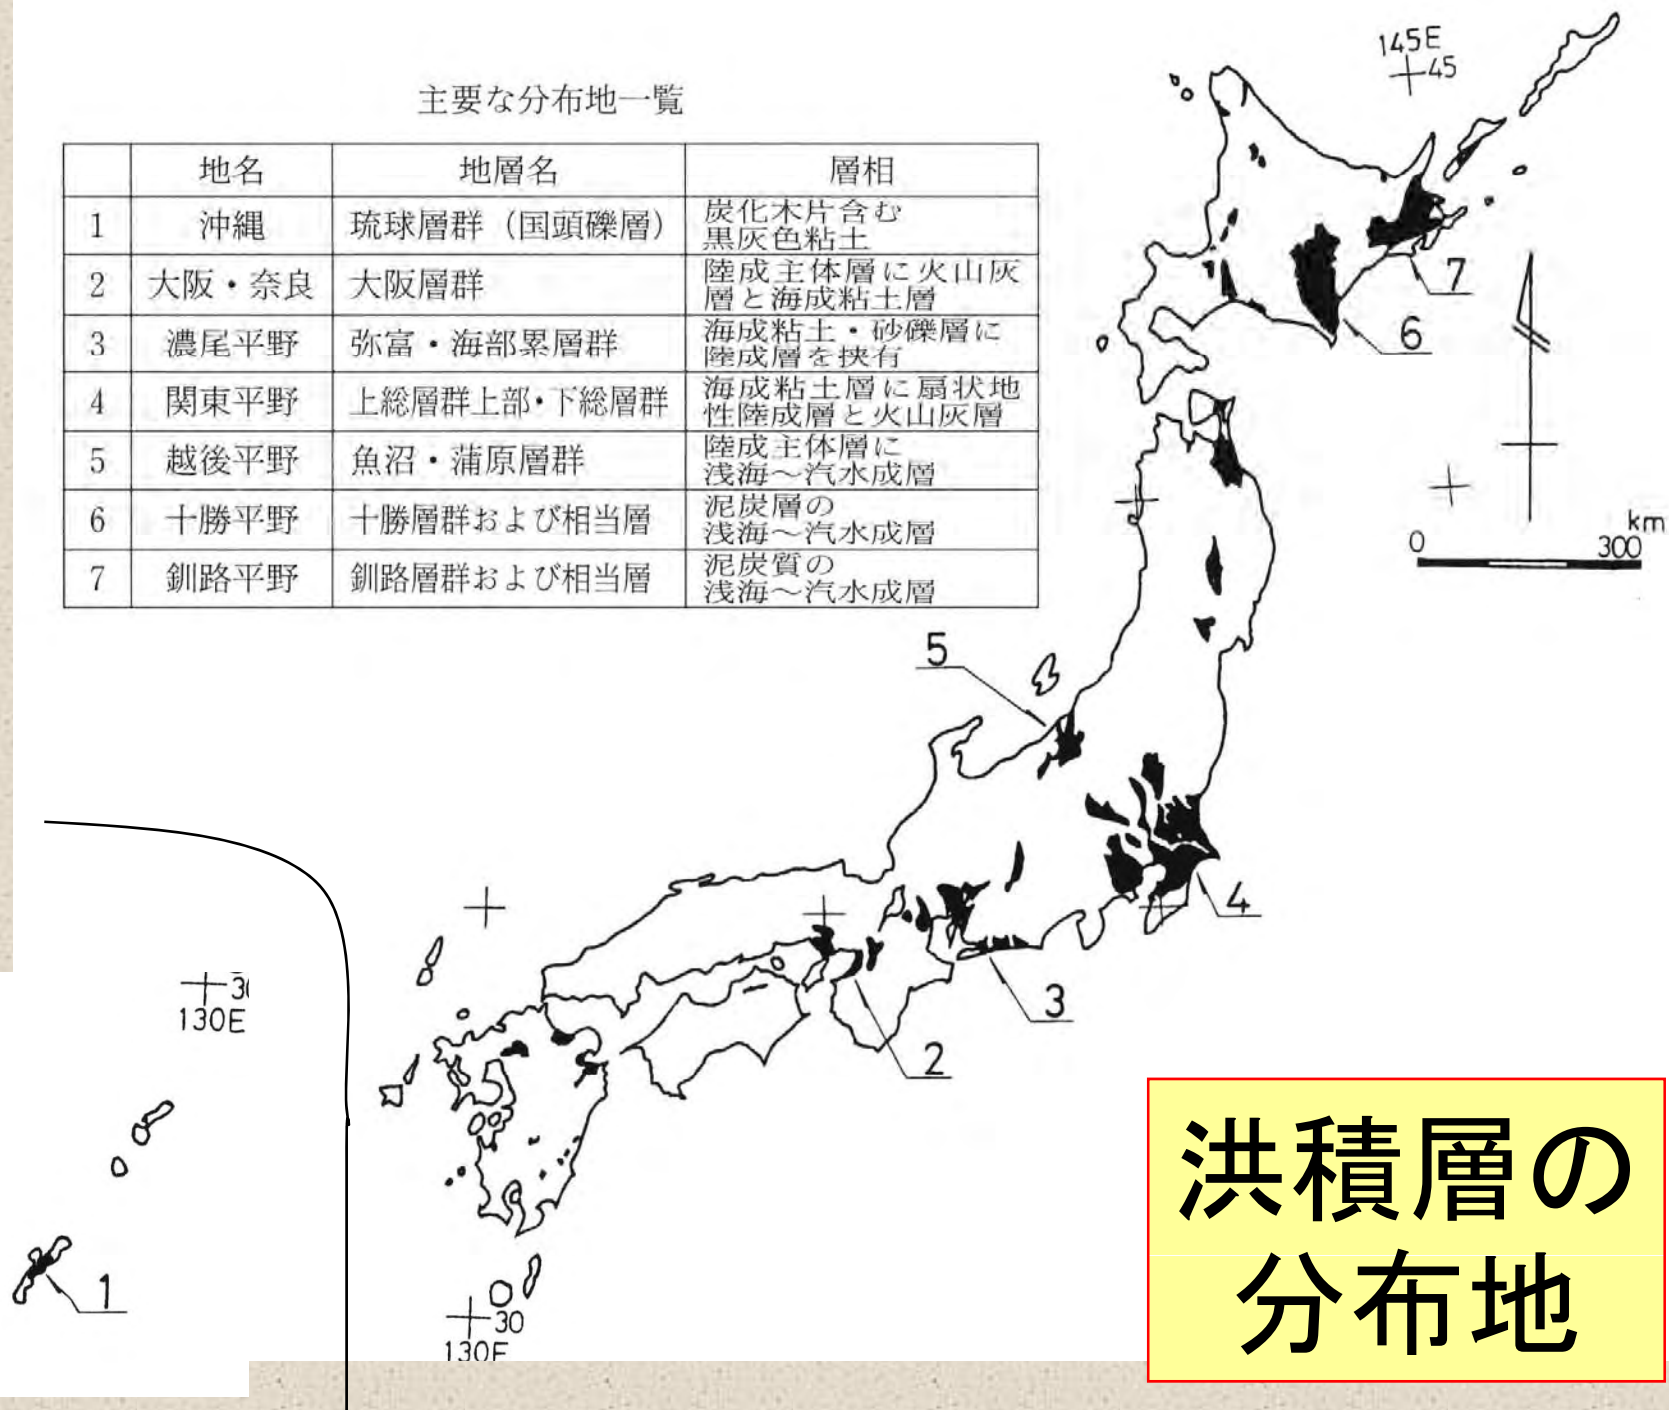 主要な分布地一覧
地名 地層名 層相
1 沖縄 琉球層群（国頭礫層） 炭化木片含む
黒灰色粘土
2 大阪・奈良 大阪層群 陸成主体層に火山灰
層と海成粘土層
3 濃尾平野 弥富・海部累層群 海成粘土・砂礫層に
陸成層を挟有
4 関東平野 上総層群上部・下総層群 海成粘土層に扇状地
性陸成層と火山灰層
5 越後平野 魚沼・蒲原層群 陸成主体層に
浅海〜汽水成層
6 十勝平野 十勝層群および相当層 泥炭層の
浅海〜汽水成層
7 釧路平野 釧路層群および相当層 泥炭質の
浅海〜汽水成層
145E
45
7
6
km
0 300
5
4
3
2
30
130E
1
30
130E
洪積層の
分布地